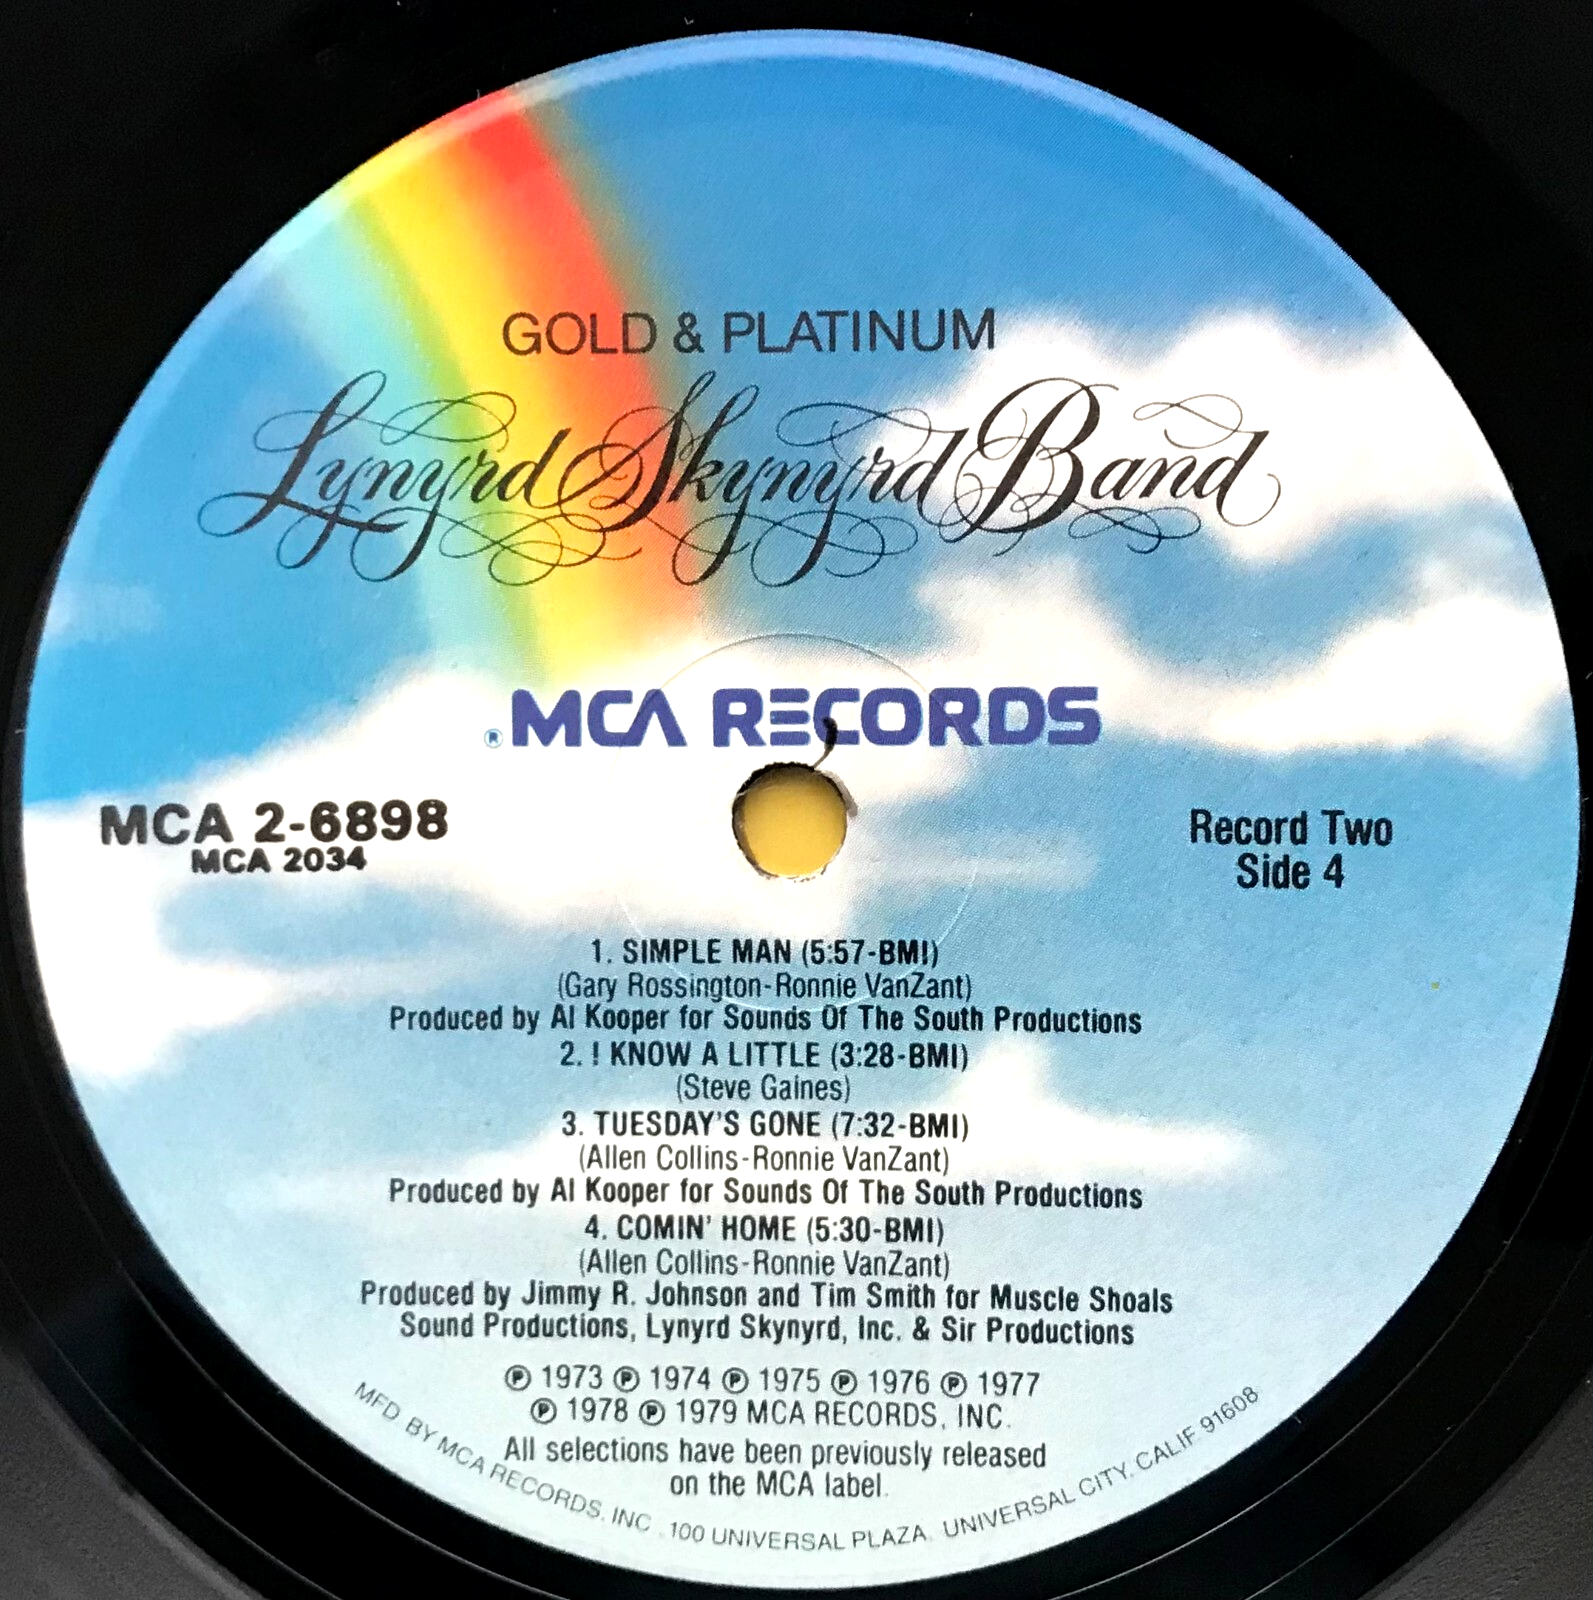 GOLD & PLATINUM
Lynyrd Skynyrd Band
® MCA RECORDS
MCA 2-6898
MCA 2034
Record Two
Side 4
1. SIMPLE MAN (5:57-BMI)
(Gary Rossington-Ronnie VanZant)
Produced by Al Kooper for Sounds Of The South Productions
2. I KNOW A LITTLE (3:28-BMI)
(Steve Gaines)
3. TUESDAY'S GONE (7:32-BMI)
(Allen Collins-Ronnie VanZant)
Produced by Al Kooper for Sounds Of The South Productions
4. COMIN' HOME (5:30-BMI)
(Allen Collins-Ronnie VanZant)
Produced by Jimmy R. Johnson and Tim Smith for Muscle Shoals
Sound Productions, Lynyrd Skynyrd, Inc. & Sir Productions
℗ 1973 ℗ 1974 ℗ 1975 ℗ 1976 ℗ 1977
℗ 1978 ℗ 1979 MCA RECORDS, INC.
All selections have been previously released
on the MCA label.
MFD BY MCA RECORDS, INC. 100 UNIVERSAL PLAZA. UNIVERSAL CITY, CALIF. 91608